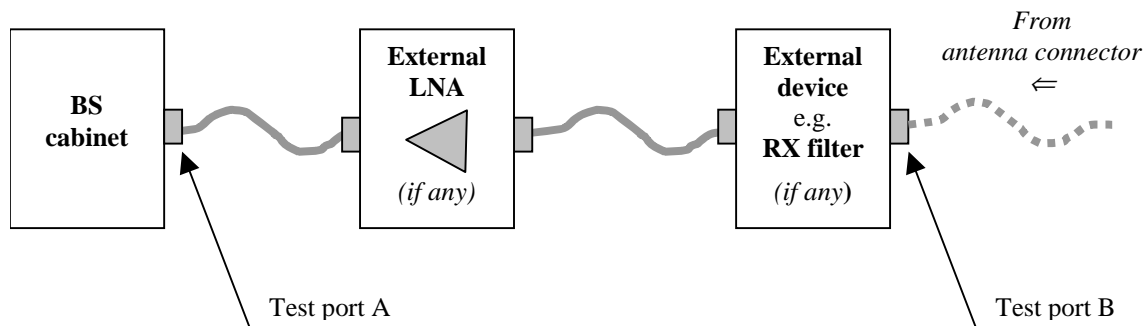 BS
cabinet
External
LNA
(if any)
External
device
e.g.
RX filter
(if any)
From
antenna connector
⇐
Test port A
Test port B